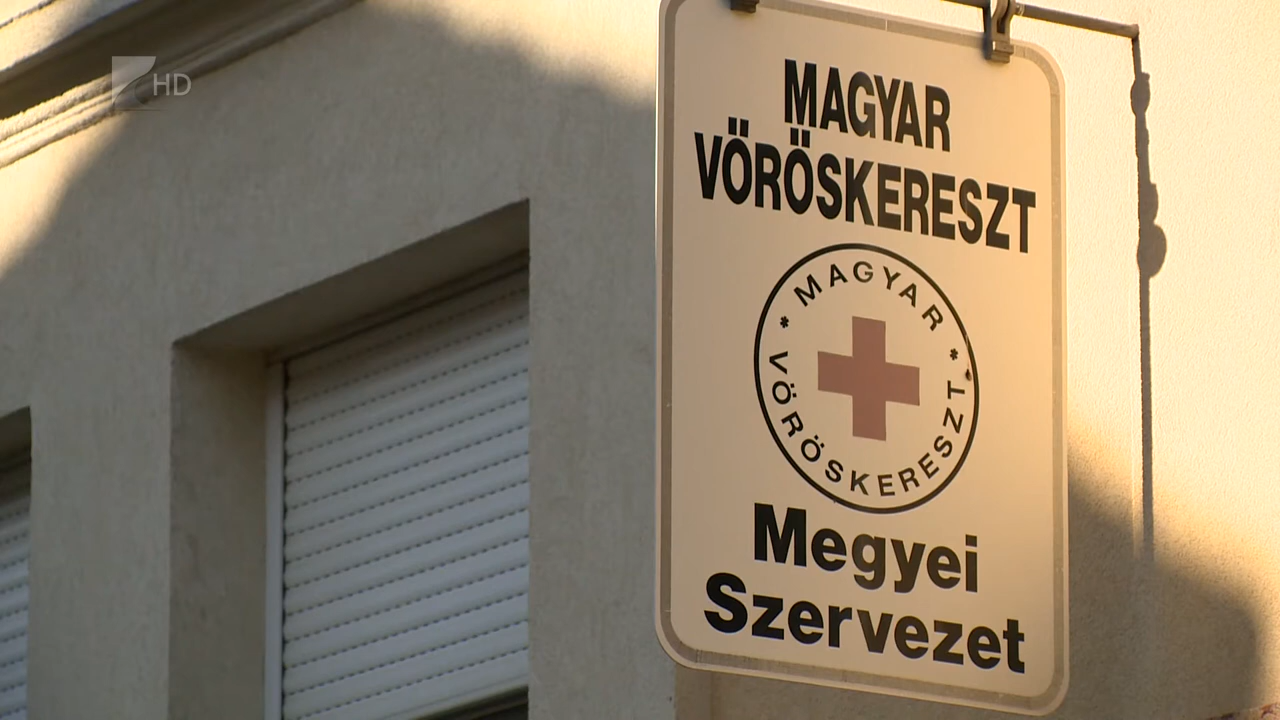 HD
MAGYAR
VÖRÖSKERESZT
* MAGYAR *
VÖRÖSKERESZT
Megyei
Szervezet